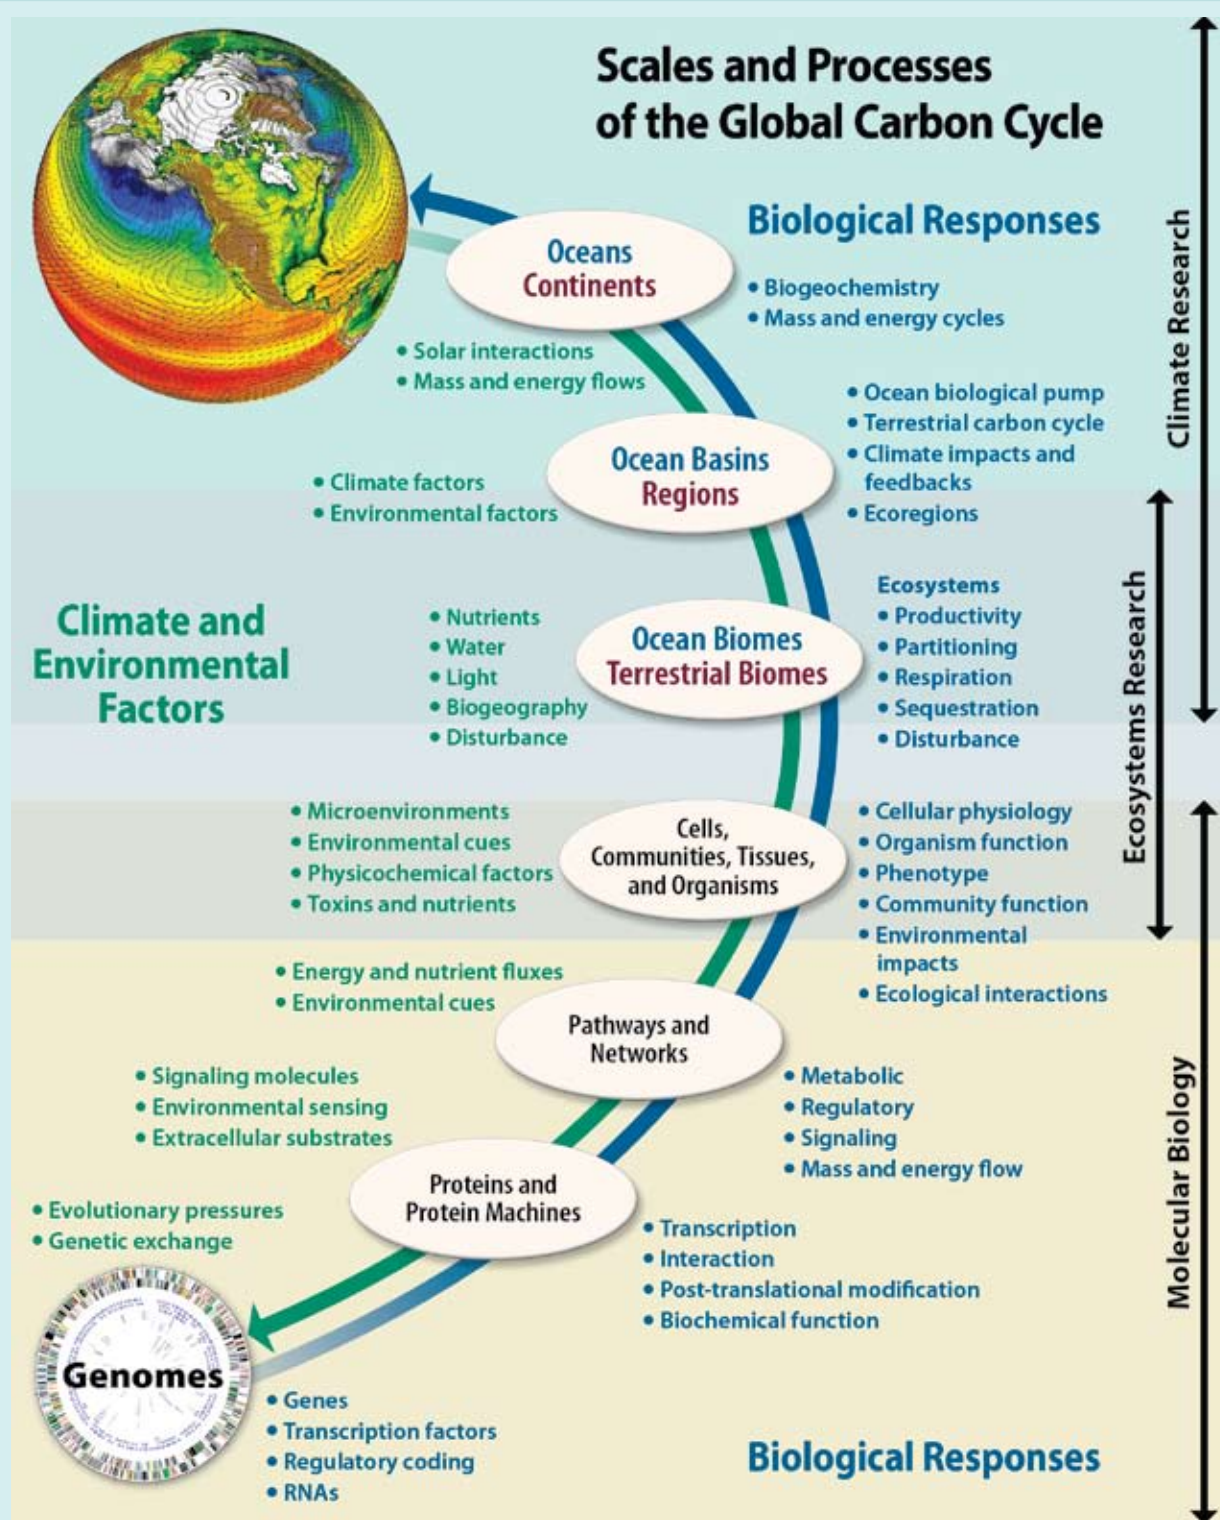 Scales and Processes
of the Global Carbon Cycle
Biological Responses
Oceans
Continents
• Biogeochemistry
• Mass and energy cycles
• Solar interactions
• Mass and energy flows
Ocean Basins
Regions
• Ocean biological pump
• Terrestrial carbon cycle
• Climate impacts and
feedbacks
• Ecoregions
• Climate factors
• Environmental factors
Climate and
Environmental
Factors
• Nutrients
• Water
• Light
• Biogeography
• Disturbance
Ocean Biomes
Terrestrial Biomes
Ecosystems
• Productivity
• Partitioning
• Respiration
• Sequestration
• Disturbance
• Microenvironments
• Environmental cues
• Physicochemical factors
• Toxins and nutrients
Cells,
Communities, Tissues,
and Organisms
• Cellular physiology
• Organism function
• Phenotype
• Community function
• Environmental
impacts
• Ecological interactions
• Energy and nutrient fluxes
• Environmental cues
Pathways and
Networks
• Metabolic
• Regulatory
• Signaling
• Mass and energy flow
• Signaling molecules
• Environmental sensing
• Extracellular substrates
Proteins and
Protein Machines
• Transcription
• Interaction
• Post-translational modification
• Biochemical function
• Evolutionary pressures
• Genetic exchange
Genomes
• Genes
• Transcription factors
• Regulatory coding
• RNAs
Biological Responses
Climate Research
Ecosystems Research
Molecular Biology